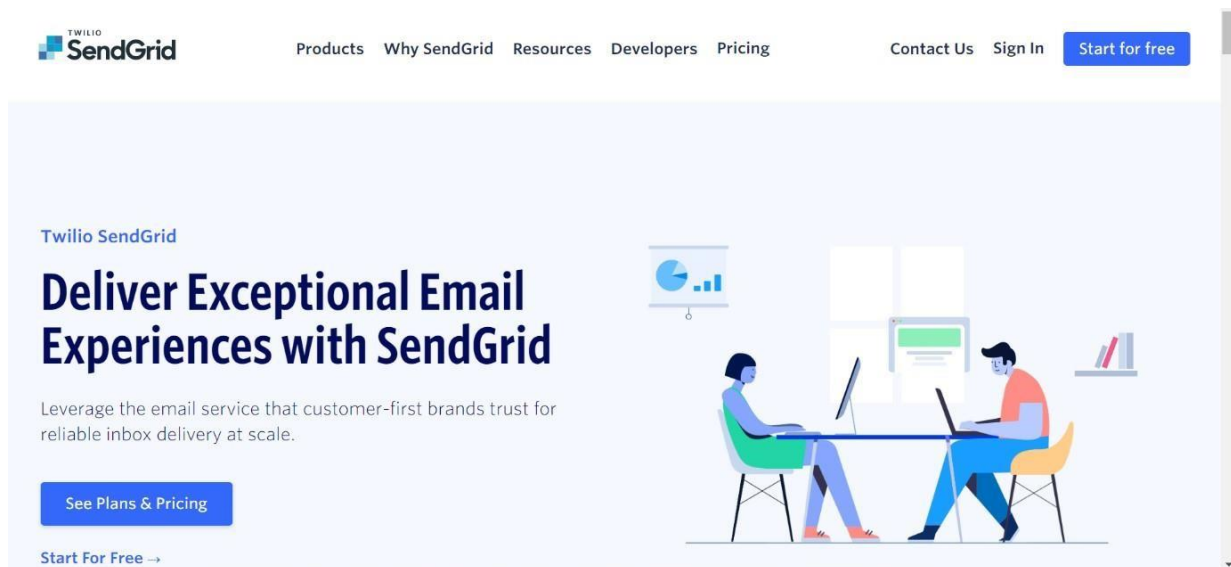 TWILIO
SendGrid
Products Why SendGrid Resources Developers Pricing
Contact Us Sign In Start for free
Twilio SendGrid
Deliver Exceptional Email
Experiences with SendGrid
Leverage the email service that customer-first brands trust for
reliable inbox delivery at scale.
See Plans & Pricing
Start For Free →